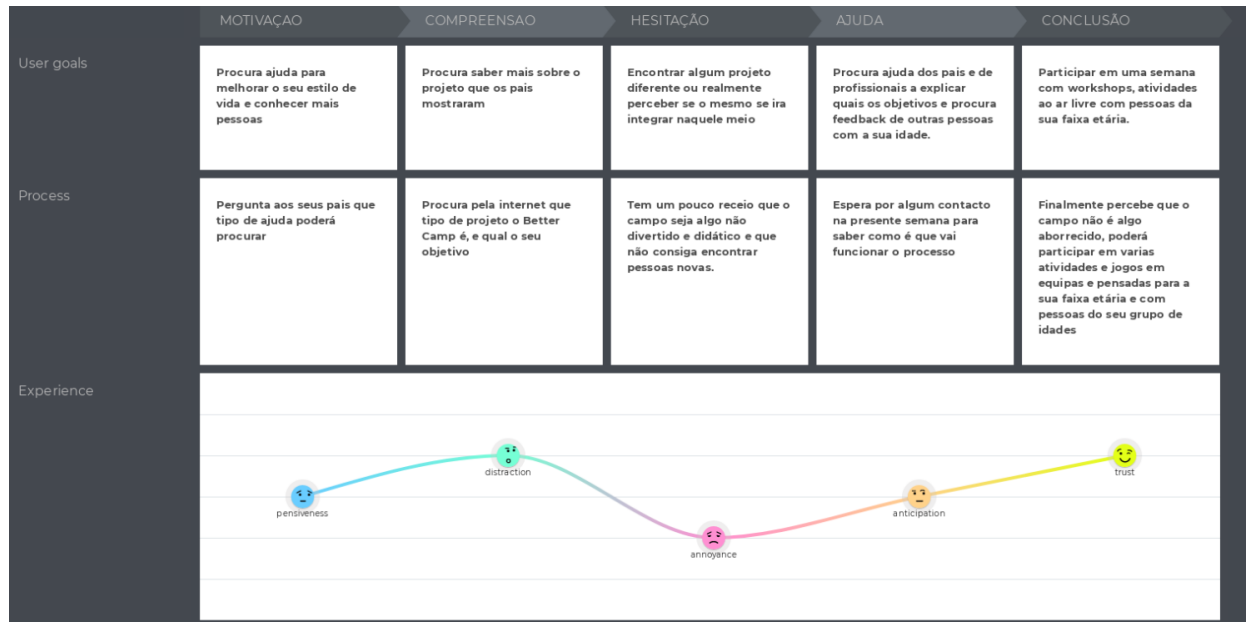 MOTIVAÇAO
COMPREENSAO
HESITAÇÃO
AJUDA
CONCLUSÃO
User goals
Procura ajuda para
melhorar o seu estilo de
vida e conhecer mais
pessoas
Procura saber mais sobre o
projeto que os pais
mostraram
Encontrar algum projeto
diferente ou realmente
perceber se o mesmo se ira
integrar naquele meio
Procura ajuda dos pais e de
profissionais a explicar
quais os objetivos e procura
feedback de outras pessoas
com a sua idade.
Participar em uma semana
com workshops, atividades
ao ar livre com pessoas da
sua faixa etária.
Process
Pergunta aos seus pais que
tipo de ajuda poderá
procurar
Procura pela internet que
tipo de projeto o Better
Camp é, e qual o seu
objetivo
Tem um pouco receio que o
campo seja algo não
divertido e didático e que
não consiga encontrar
pessoas novas.
Espera por algum contacto
na presente semana para
saber como é que vai
funcionar o processo
Finalmente percebe que o
campo não é algo
aborrecido, poderá
participar em varias
atividades e jogos em
equipas e pensadas para a
sua faixa etária e com
pessoas do seu grupo de
idades
Experience
pensiveness
distraction
annoyance
anticipation
trust